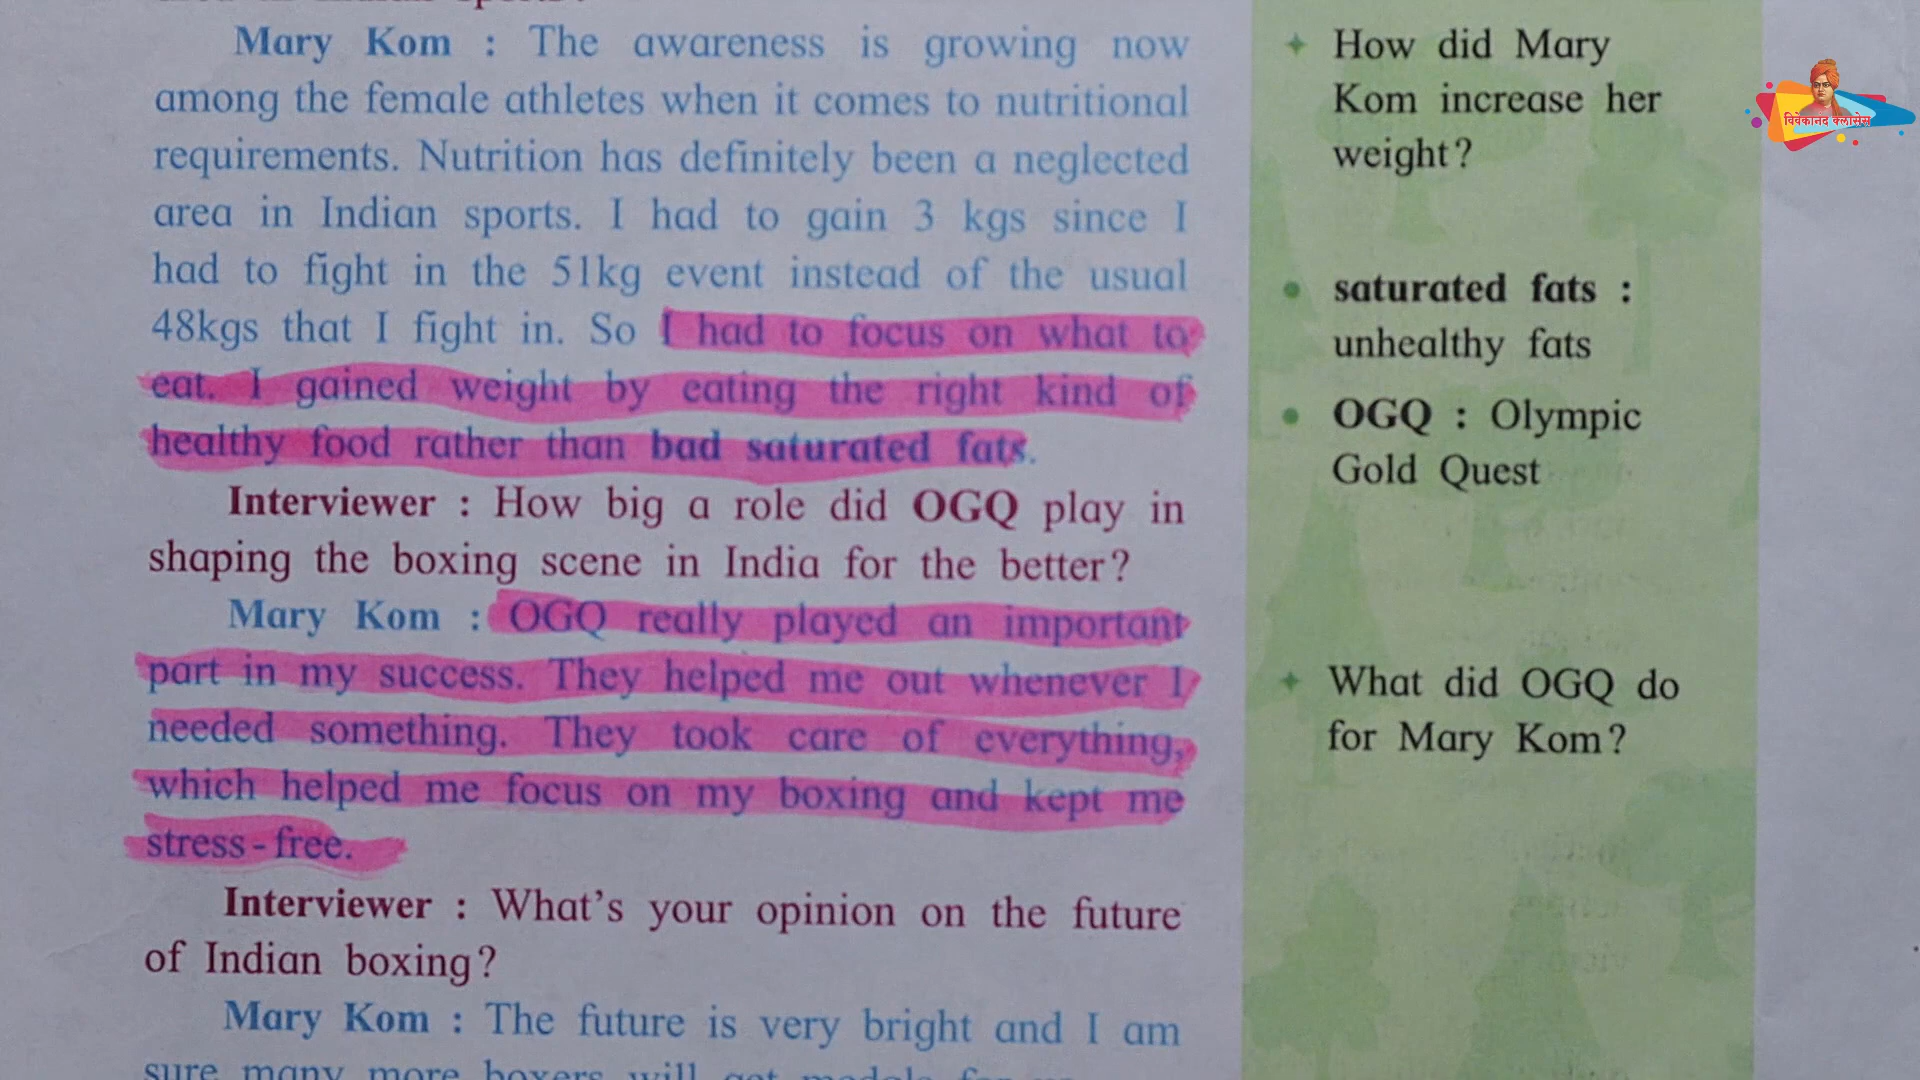 Mary Kom : The awareness is growing now
among the female athletes when it comes to nutritional
requirements. Nutrition has definitely been a neglected
area in Indian sports. I had to gain 3 kgs since I
had to fight in the 51kg event instead of the usual
48kgs that I fight in. So I had to focus on what to
eat. I gained weight by eating the right kind of
healthy food rather than bad saturated fats.
Interviewer : How big a role did OGQ play in
shaping the boxing scene in India for the better?
Mary Kom : OGQ really played an important
part in my success. They helped me out whenever I
needed something. They took care of everything,
which helped me focus on my boxing and kept me
stress-free.
Interviewer : What's your opinion on the future
of Indian boxing?
Mary Kom : The future is very bright and I am
sure many more boxers will get medals for
How did Mary
Kom increase her
weight?
saturated fats :
unhealthy fats
OGQ : Olympic
Gold Quest
What did OGQ do
for Mary Kom?
विवेकानंद क्लासेस